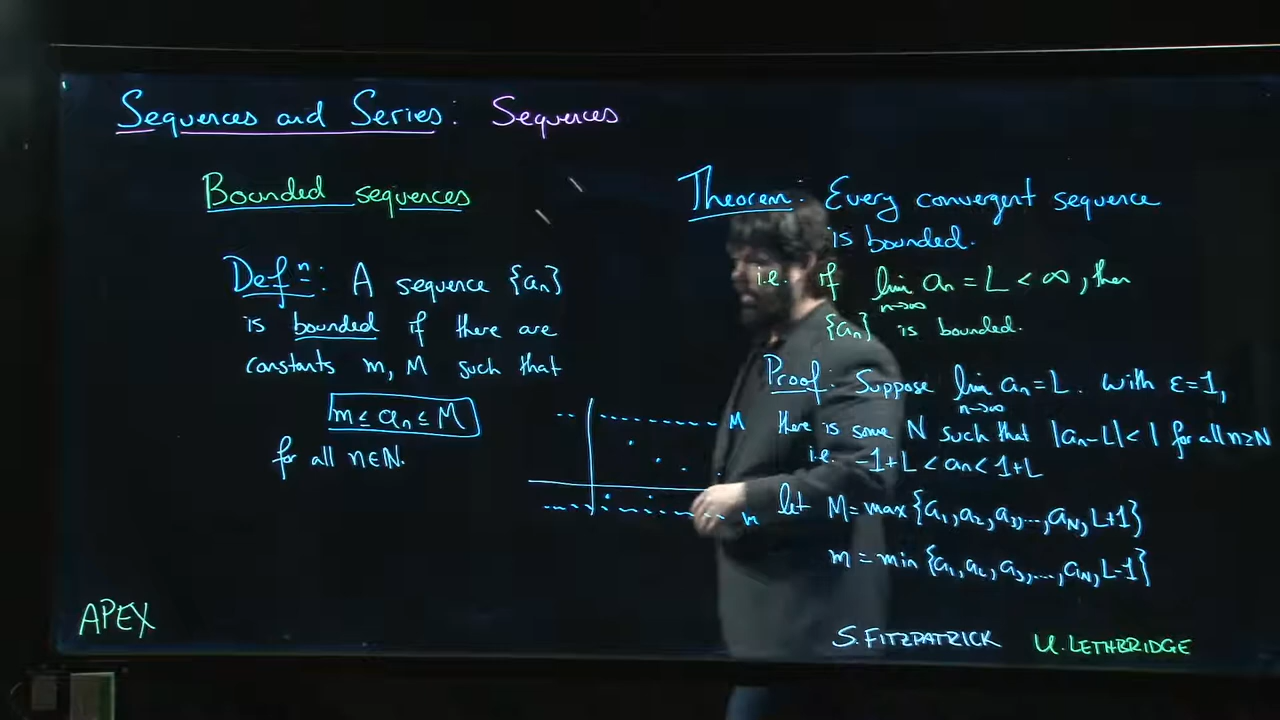 Sequences and Series: Sequences
Bounded sequences
Defⁿ: A sequence {aₙ}
is bounded if there are
constants m, M such that
m ≤ aₙ ≤ M
for all n∈ℕ.
M
m
Theorem: Every convergent sequence
is bounded.
i.e. if lim aₙ = L < ∞, then
n→∞
{aₙ} is bounded.
Proof: Suppose lim aₙ = L. with ε=1,
n→∞
there is some N such that |aₙ-L| < 1 for all n≥N
i.e. -1+L < aₙ < 1+L
let M = max {a₁, a₂, a₃, ..., a_N, L+1}
m = min {a₁, a₂, a₃, ..., a_N, L-1}
APEX
S. FITZPATRICK U. LETHBRIDGE